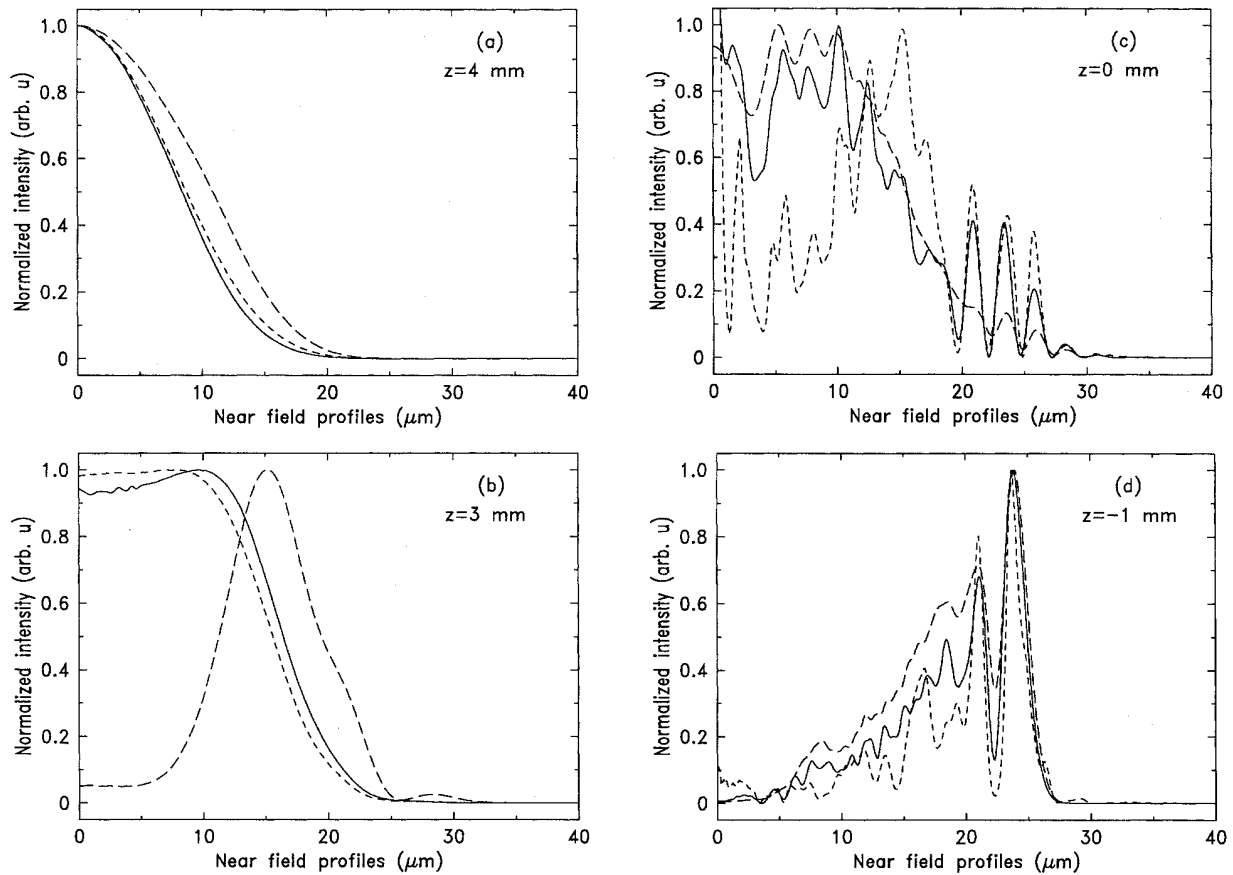 (a)
z=4 mm
Normalized intensity (arb. u)
1.0
0.8
0.6
0.4
0.2
0
0 10 20 30 40
Near field profiles (μm)
(c)
z=0 mm
Normalized intensity (arb. u)
1.0
0.8
0.6
0.4
0.2
0
0 10 20 30 40
Near field profiles (μm)
(b)
z=3 mm
Normalized intensity (arb. u)
1.0
0.8
0.6
0.4
0.2
0
0 10 20 30 40
Near field profiles (μm)
(d)
z=-1 mm
Normalized intensity (arb. u)
1.0
0.8
0.6
0.4
0.2
0
0 10 20 30 40
Near field profiles (μm)